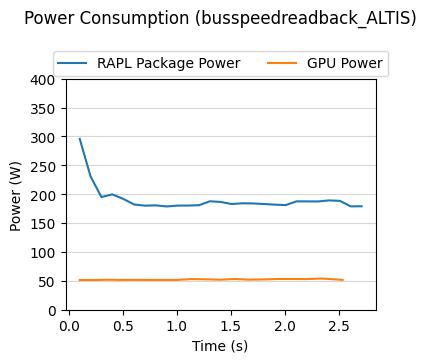 Power Consumption (busspeedreadback_ALTIS)
RAPL Package Power GPU Power
400
350
300
250
200
150
100
50
0
Power (W)
0.0 0.5 1.0 1.5 2.0 2.5
Time (s)